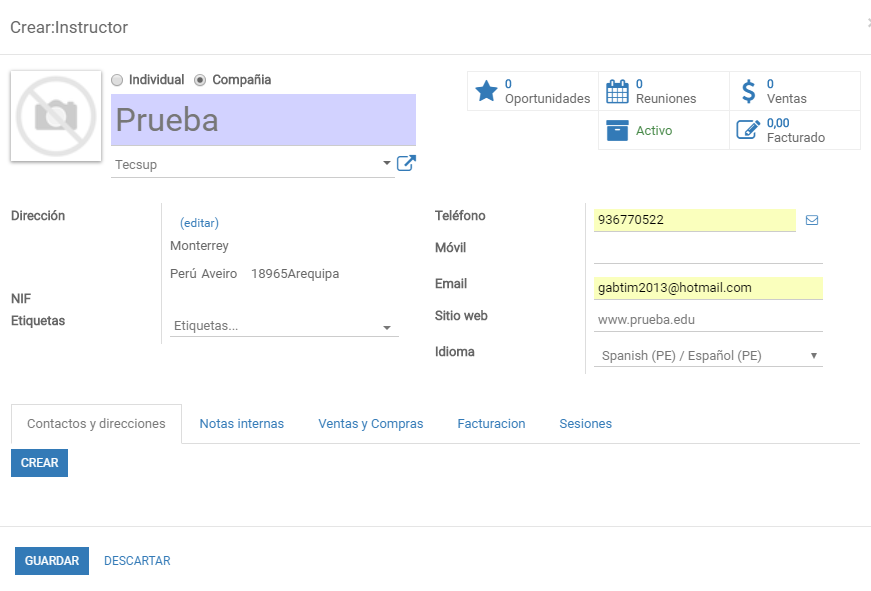 Crear:Instructor
Individual Compañia
Prueba
Tecsup
0
Oportunidades
0
Reuniones
0
Ventas
Activo
0,00
Facturado
Dirección
(editar)
Monterrey
Perú Aveiro 18965Arequipa
NIF
Etiquetas
Etiquetas...
Teléfono
936770522
Móvil
Email
gabtim2013@hotmail.com
Sitio web
www.prueba.edu
Idioma
Spanish (PE) / Español (PE)
Contactos y direcciones Notas internas Ventas y Compras Facturacion Sesiones
CREAR
GUARDAR DESCARTAR